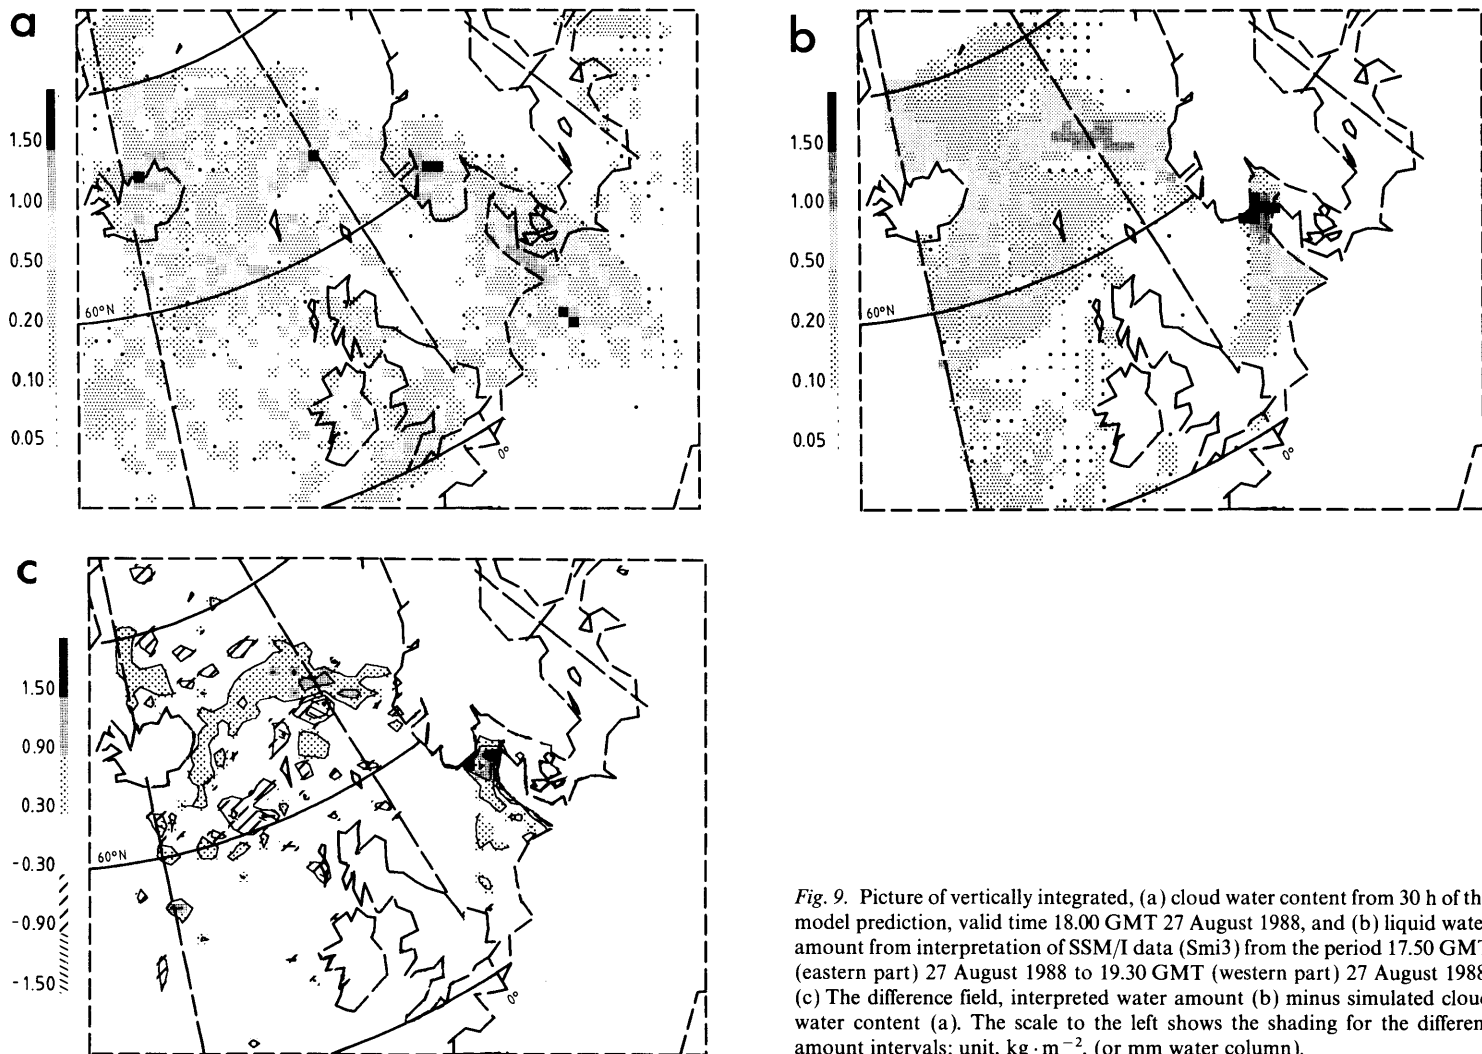 a
1.50
1.00
0.50
0.20
0.10
0.05
60°N
0°
b
1.50
1.00
0.50
0.20
0.10
0.05
60°N
0°
c
1.50
0.90
0.30
-0.30
-0.90
-1.50
60°N
0°
Fig. 9. Picture of vertically integrated, (a) cloud water content from 30 h of th
model prediction, valid time 18.00 GMT 27 August 1988, and (b) liquid wate
amount from interpretation of SSM/I data (Smi3) from the period 17.50 GMT
(eastern part) 27 August 1988 to 19.30 GMT (western part) 27 August 1988
(c) The difference field, interpreted water amount (b) minus simulated clou
water content (a). The scale to the left shows the shading for the differen
amount intervals; unit, kg · m⁻², (or mm water column).